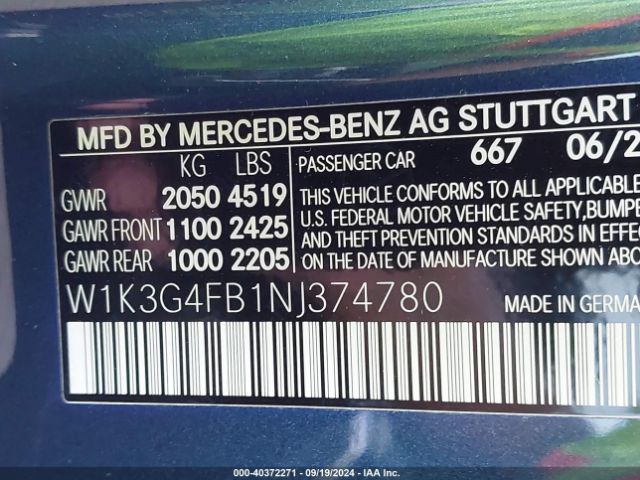 MFD BY MERCEDES-BENZ AG STUTTGART
KG LBS PASSENGER CAR 667 06/2
GVWR 2050 4519
GAWR FRONT 1100 2425
GAWR REAR 1000 2205
THIS VEHICLE CONFORMS TO ALL APPLICABLE
U.S. FEDERAL MOTOR VEHICLE SAFETY,BUMPE
AND THEFT PREVENTION STANDARDS IN EFFE
ON THE DATE OF MANUFACTURE SHOWN ABO
W1K3G4FB1NJ374780
MADE IN GERMA
000-40372271 - 09/19/2024 - IAA Inc.